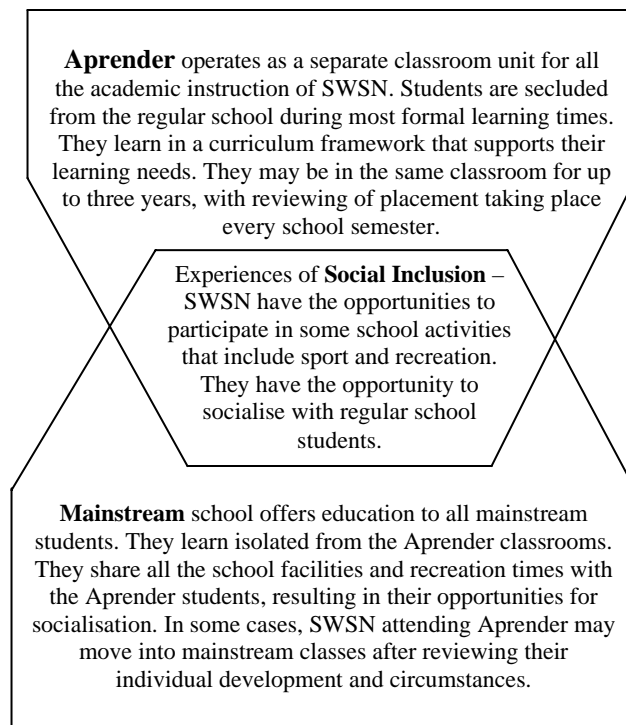 Aprender operates as a separate classroom unit for all
the academic instruction of SWSN. Students are secluded
from the regular school during most formal learning times.
They learn in a curriculum framework that supports their
learning needs. They may be in the same classroom for up
to three years, with reviewing of placement taking place
every school semester.
Experiences of Social Inclusion –
SWSN have the opportunities to
participate in some school activities
that include sport and recreation.
They have the opportunity to
socialise with regular school
students.
Mainstream school offers education to all mainstream
students. They learn isolated from the Aprender classrooms.
They share all the school facilities and recreation times with
the Aprender students, resulting in their opportunities for
socialisation. In some cases, SWSN attending Aprender may
move into mainstream classes after reviewing their
individual development and circumstances.